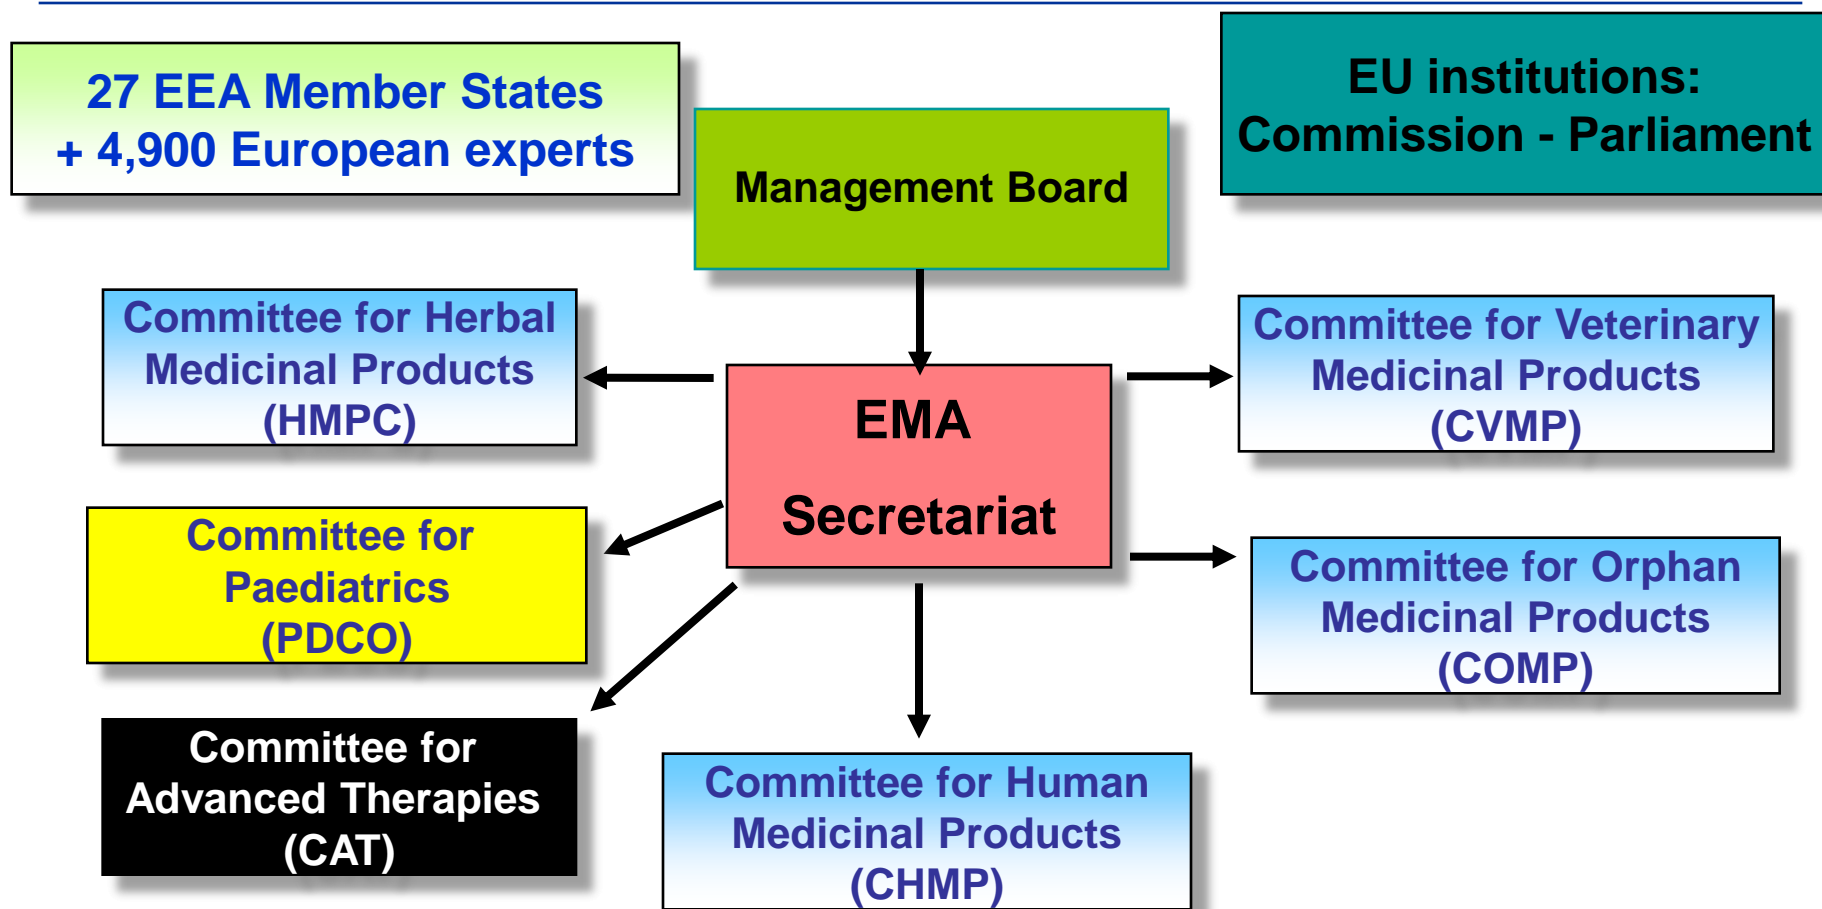 27 EEA Member States
+ 4,900 European experts
EU institutions:
Commission - Parliament
Management Board
Committee for Herbal
Medicinal Products
(HMPC)
Committee for Veterinary
Medicinal Products
(CVMP)
EMA
Secretariat
Committee for
Paediatrics
(PDCO)
Committee for Orphan
Medicinal Products
(COMP)
Committee for
Advanced Therapies
(CAT)
Committee for Human
Medicinal Products
(CHMP)